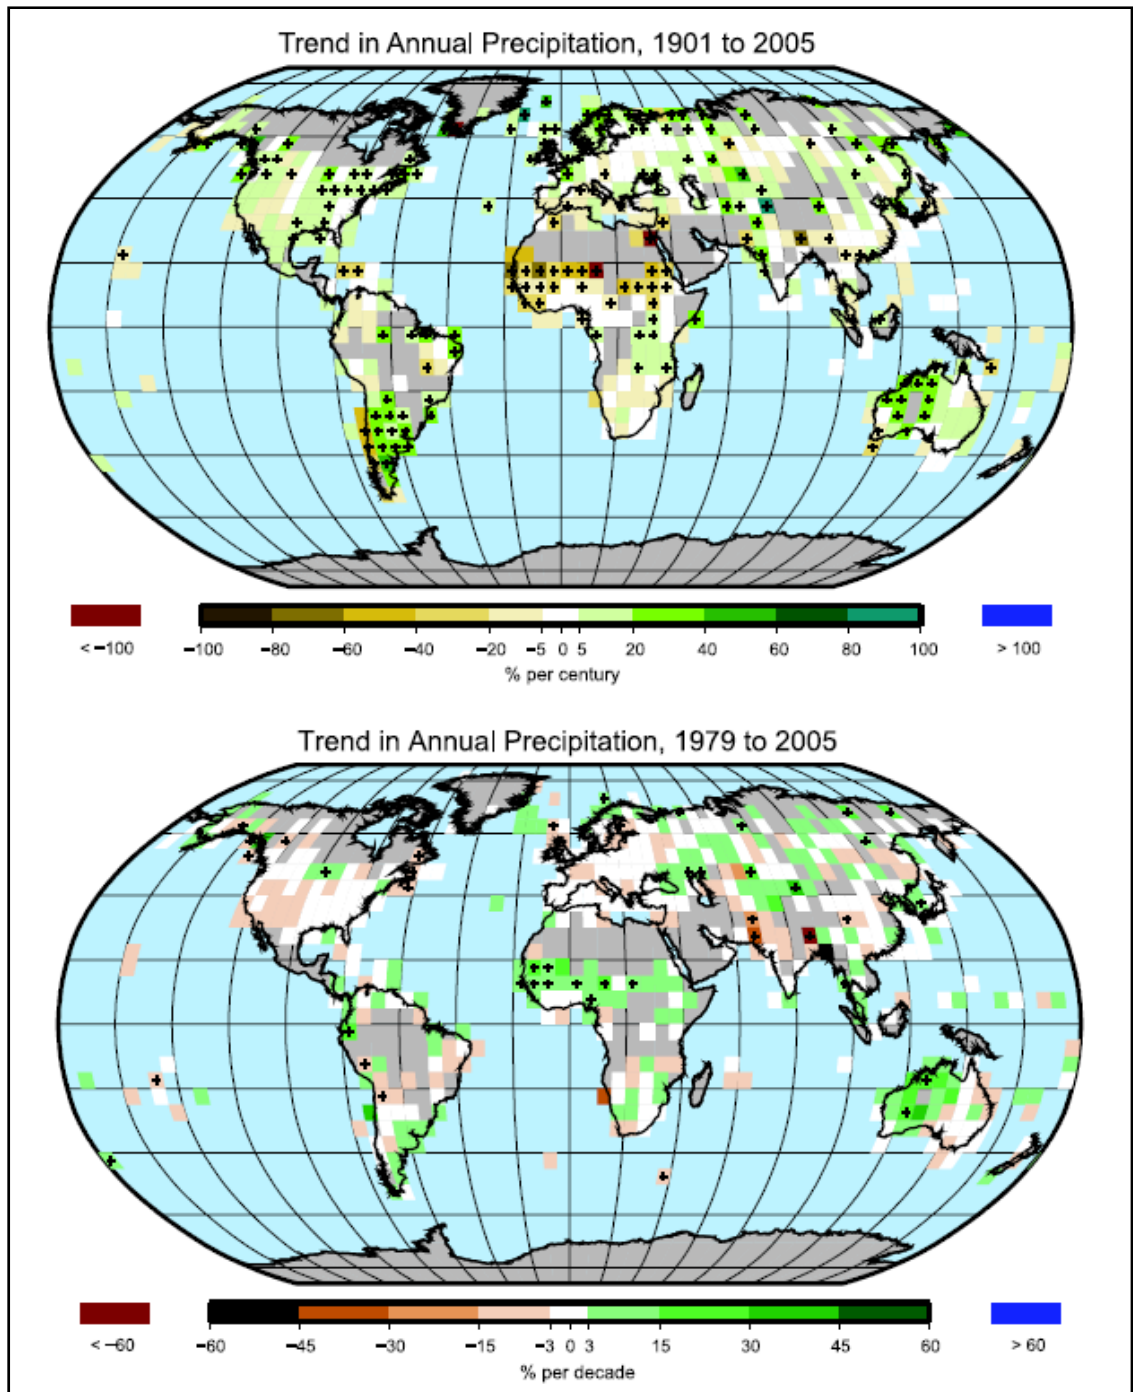 Trend in Annual Precipitation, 1901 to 2005
< −100 −100 −80 −60 −40 −20 −5 0 5 20 40 60 80 100 > 100
% per century
Trend in Annual Precipitation, 1979 to 2005
< −60 −60 −45 −30 −15 −3 0 3 15 30 45 60 > 60
% per decade